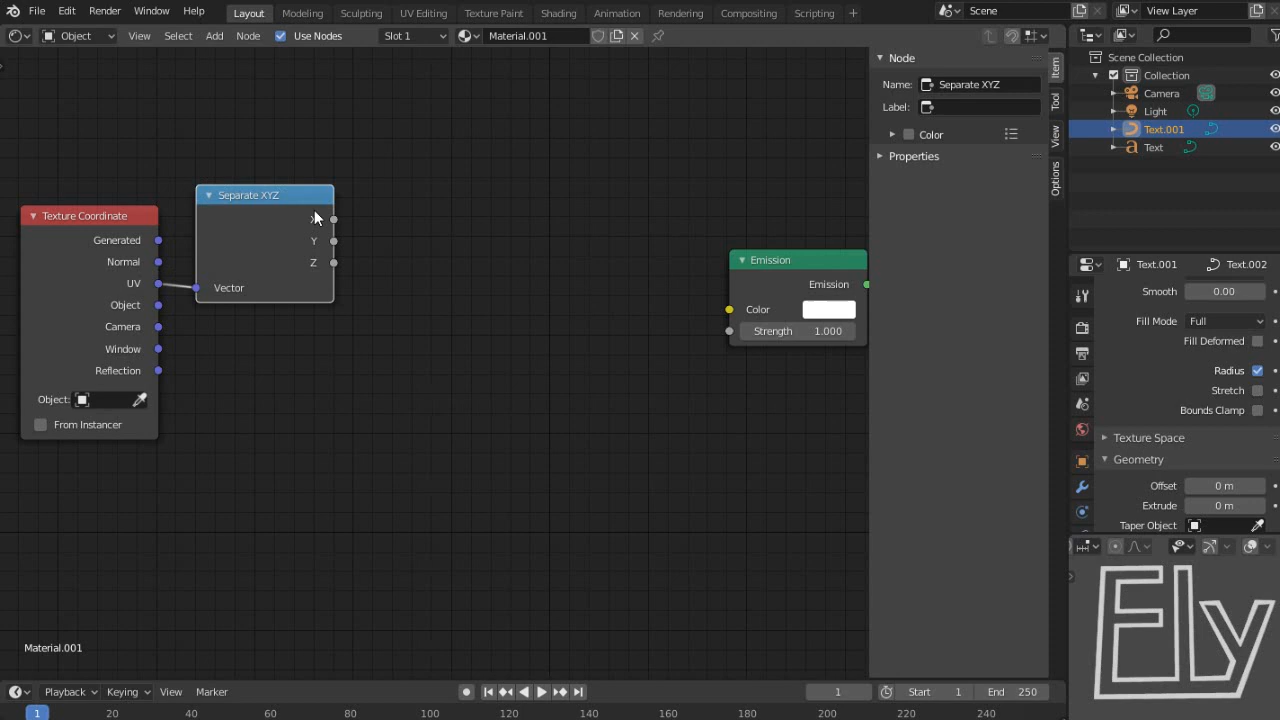 File Edit Render Window Help Layout Modeling Sculpting UV Editing Texture Paint Shading Animation Rendering Compositing Scripting + Scene View Layer
Object View Select Add Node Use Nodes Slot 1 Material.001
Node
Name: Separate XYZ
Label:
Color
Properties
Item
Tool
View
Options
Scene Collection
Collection
Camera
Light
Text.001
Text
Texture Coordinate
Generated
Normal
UV
Object
Camera
Window
Reflection
Object:
From Instancer
Separate XYZ
X
Y
Z
Vector
Emission
Emission
Color
Strength 1.000
Text.001 Text.002
Smooth 0.00
Fill Mode Full
Fill Deformed
Radius
Stretch
Bounds Clamp
Texture Space
Geometry
Offset 0 m
Extrude 0 m
Taper Object
Ely
Material.001
Playback Keying View Marker 1 Start 1 End 250
1 20 40 60 80 100 120 140 160 180 200 220 240